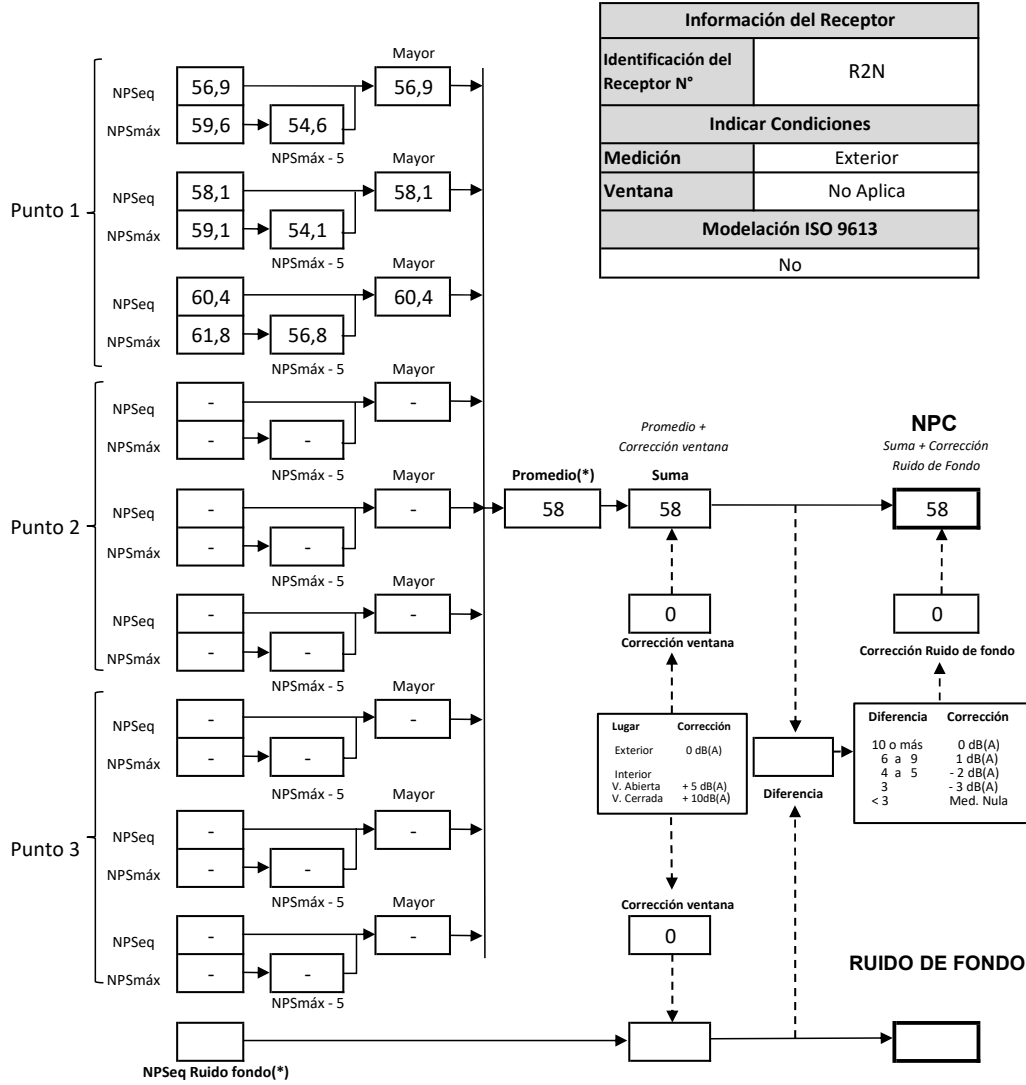 Información del Receptor
Identificación del Receptor N° R2N
Indicar Condiciones
Medición Exterior
Ventana No Aplica
Modelación ISO 9613
No
Punto 1
Mayor
NPSeq 56,9 56,9
NPSmáx 59,6 54,6
NPSmáx - 5
Mayor
NPSeq 58,1 58,1
NPSmáx 59,1 54,1
NPSmáx - 5
Mayor
NPSeq 60,4 60,4
NPSmáx 61,8 56,8
NPSmáx - 5
Punto 2
Mayor
NPSeq - -
NPSmáx - -
NPSmáx - 5
Mayor
NPSeq - -
NPSmáx - -
NPSmáx - 5
Mayor
NPSeq - -
NPSmáx - -
NPSmáx - 5
Punto 3
Mayor
NPSeq - -
NPSmáx - -
NPSmáx - 5
Mayor
NPSeq - -
NPSmáx - -
NPSmáx - 5
Mayor
NPSeq - -
NPSmáx - -
NPSmáx - 5
NPSeq Ruido fondo(*)
Promedio(*)
58
Promedio +
Corrección ventana
Suma
58
0
Corrección ventana
Lugar Corrección
Exterior 0 dB(A)
Interior
V. Abierta + 5 dB(A)
V. Cerrada + 10dB(A)
Corrección ventana
0
Diferencia
NPC
Suma + Corrección
Ruido de Fondo
58
0
Corrección Ruido de fondo
Diferencia Corrección
10 o más 0 dB(A)
6 a 9 1 dB(A)
4 a 5 - 2 dB(A)
3 - 3 dB(A)
< 3 Med. Nula
RUIDO DE FONDO